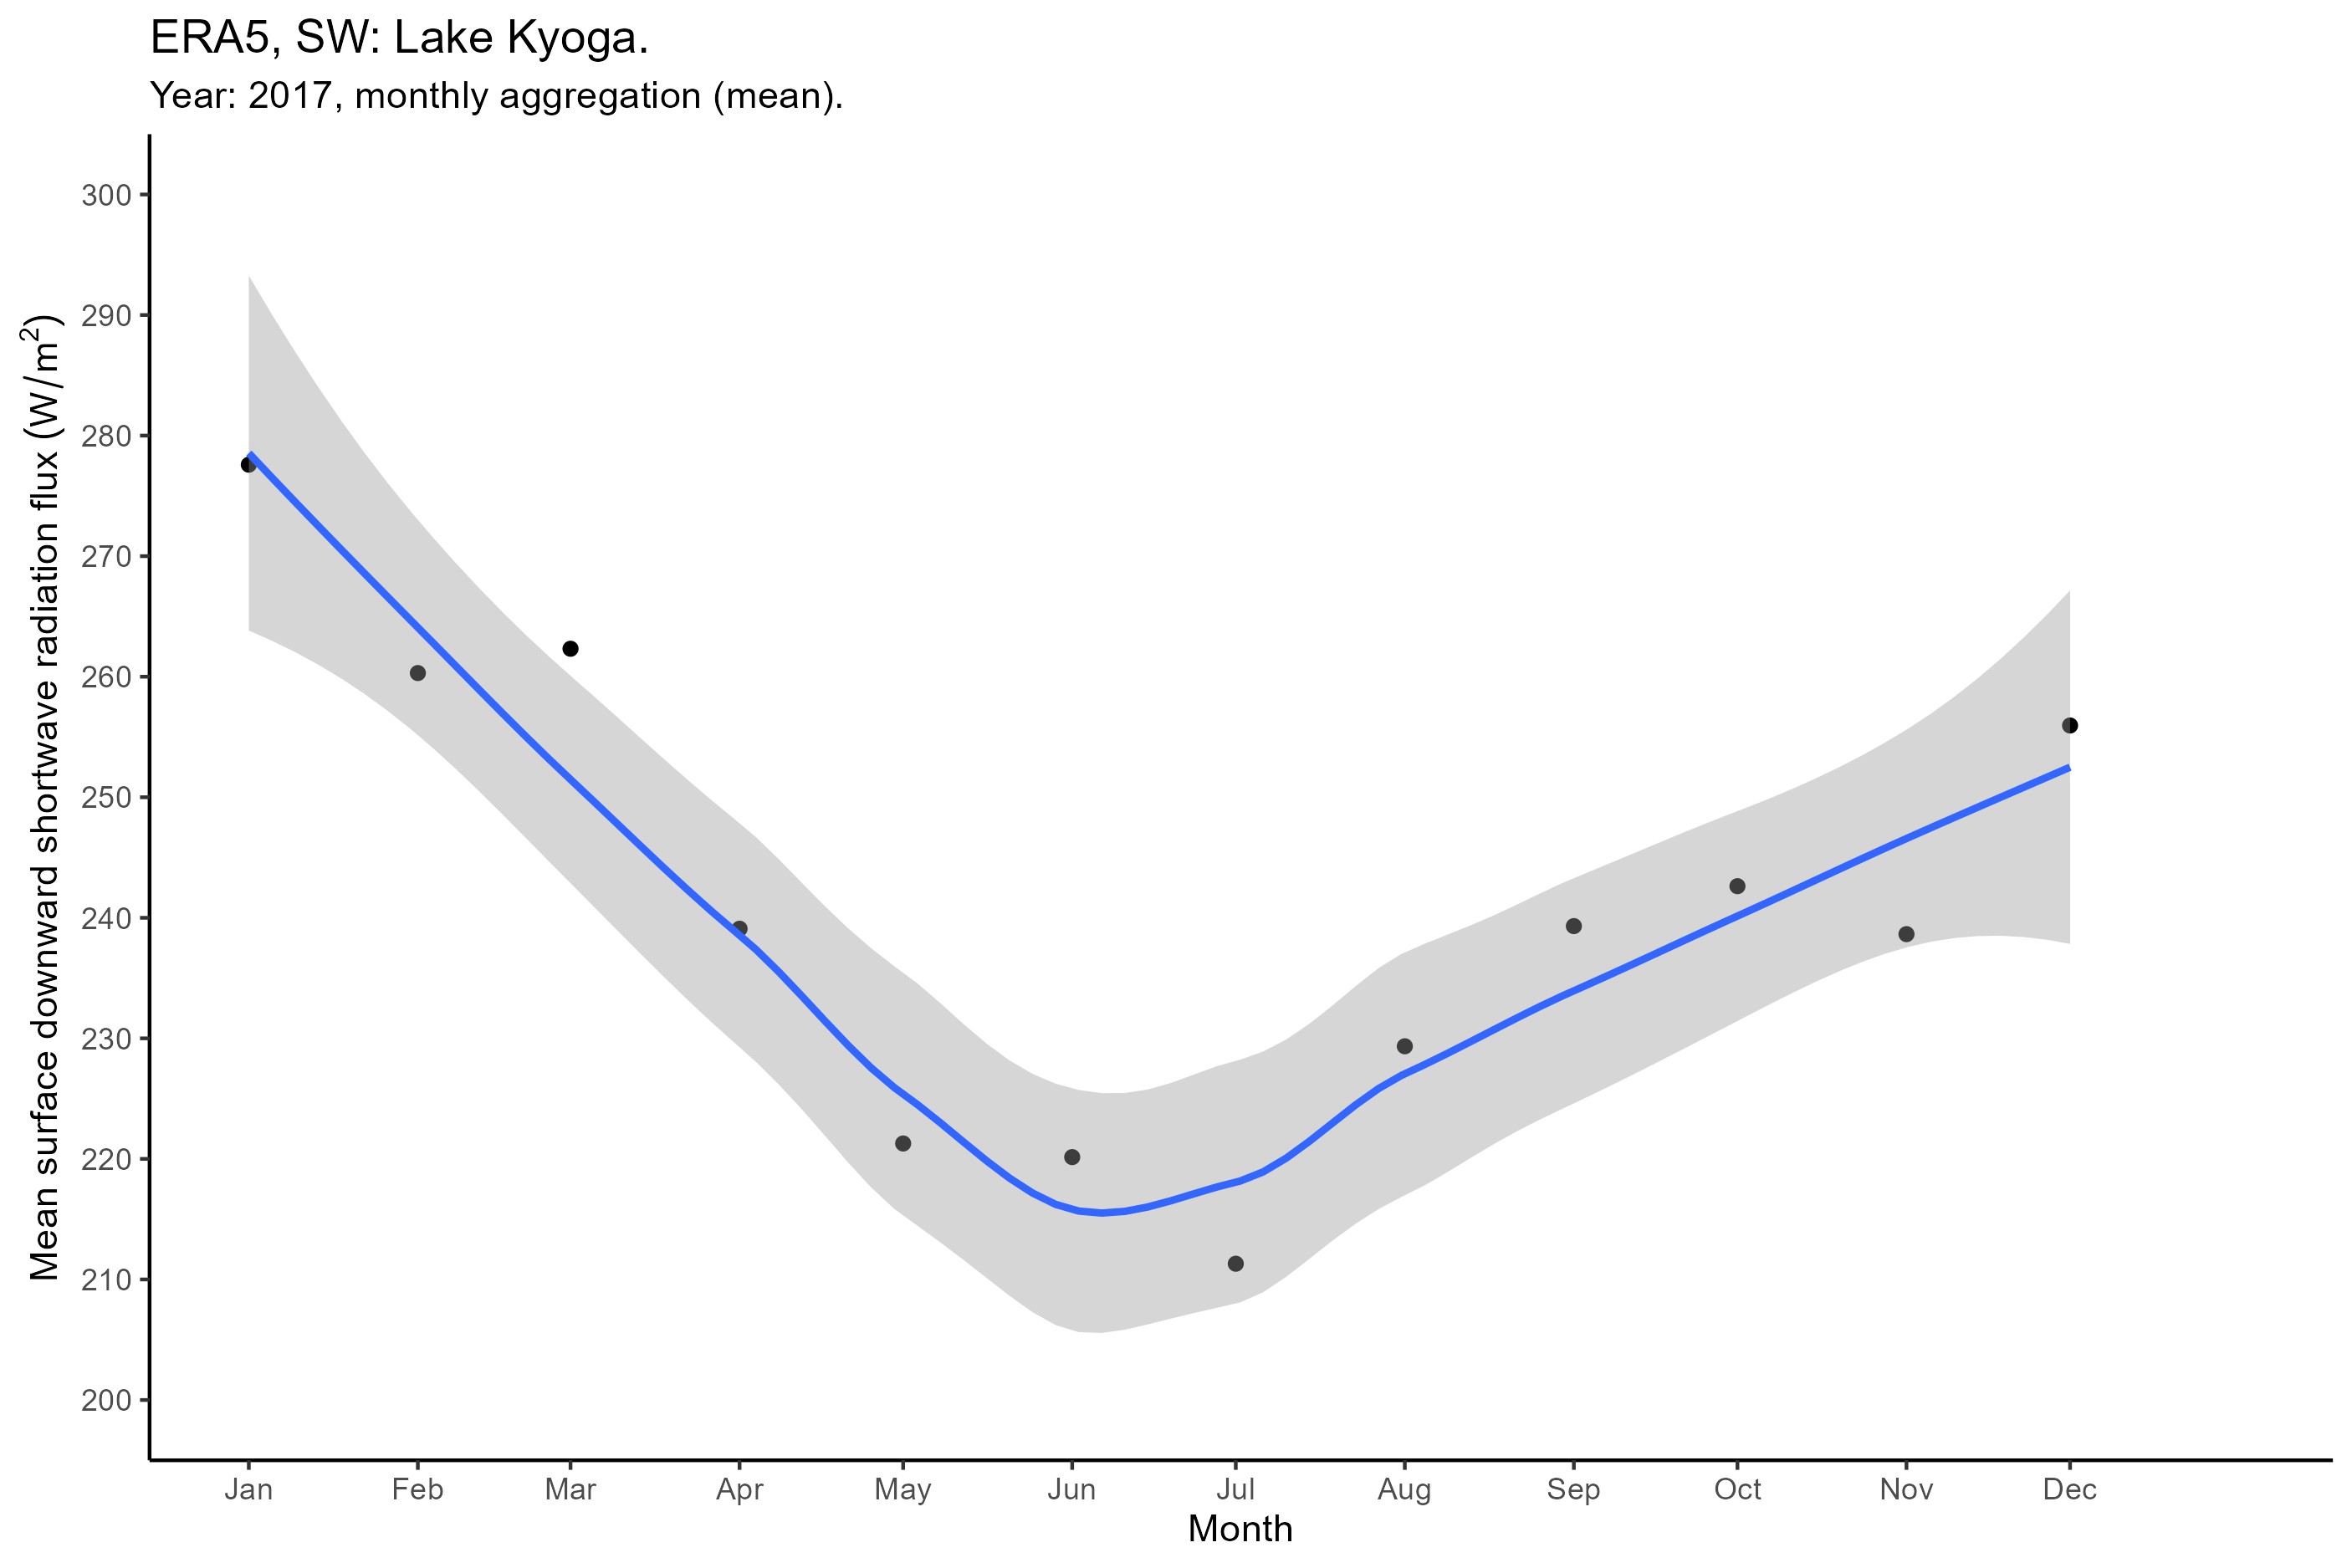 ERA5, SW: Lake Kyoga.
Year: 2017, monthly aggregation (mean).
Mean surface downward shortwave radiation flux (W/m²)
300
290
280
270
260
250
240
230
220
210
200
Jan Feb Mar Apr May Jun Jul Aug Sep Oct Nov Dec
Month